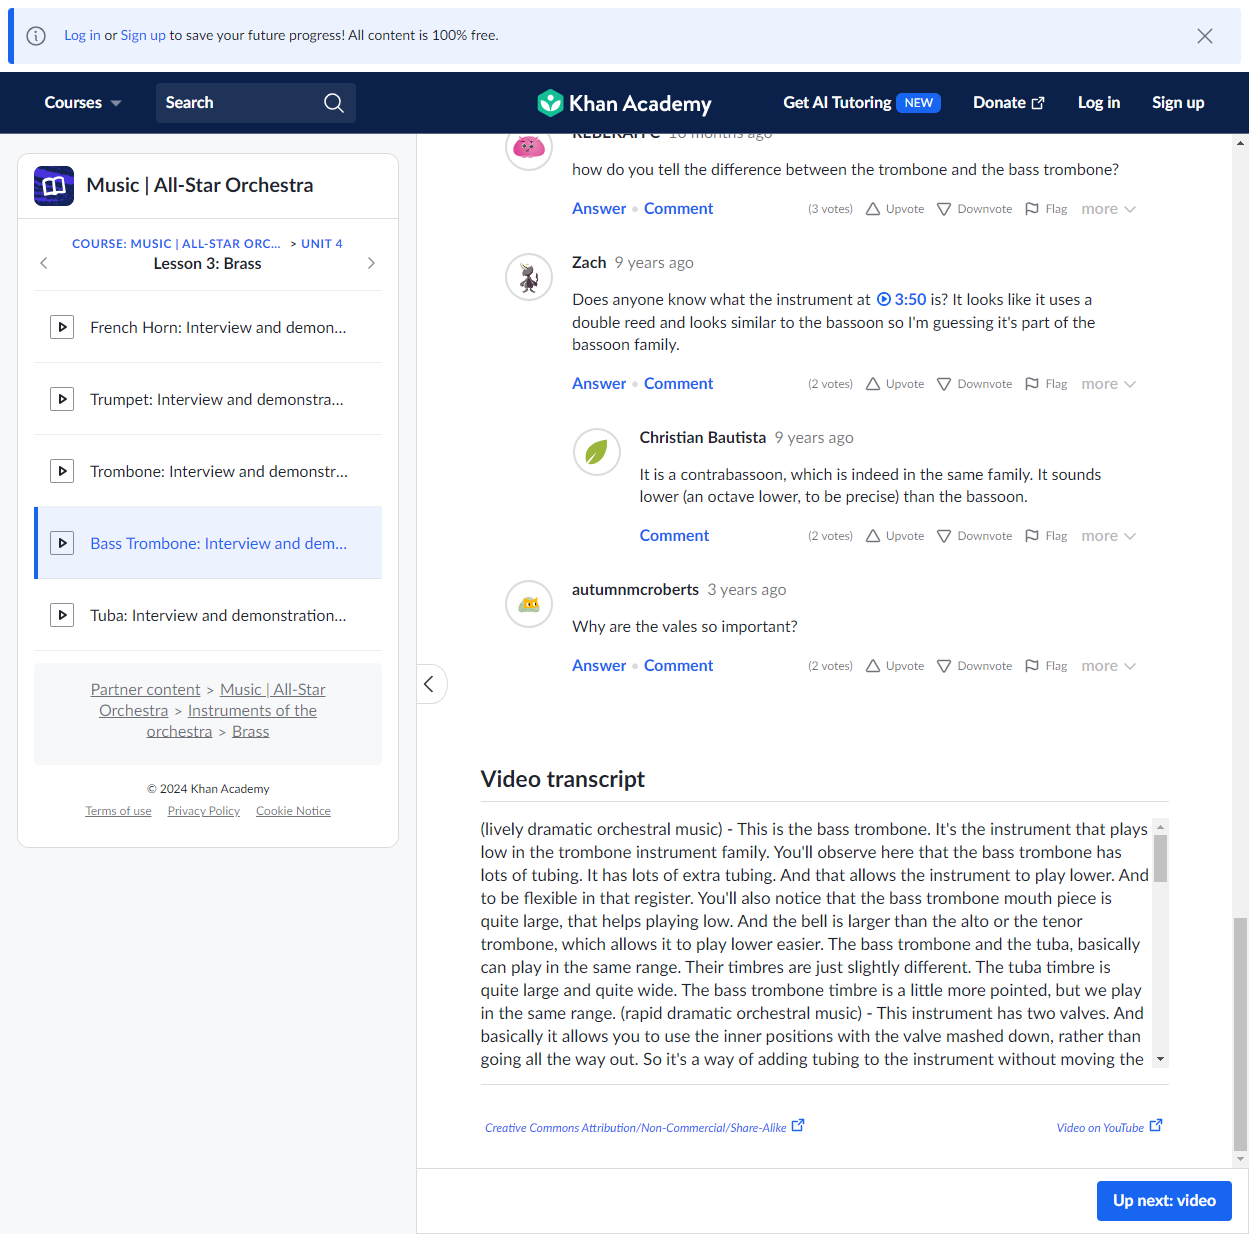 Log in or Sign up to save your future progress! All content is 100% free.
Courses
Search
Khan Academy
Get AI Tutoring NEW
Donate
Log in
Sign up
Music | All-Star Orchestra
COURSE: MUSIC | ALL-STAR ORC... > UNIT 4
Lesson 3: Brass
French Horn: Interview and demon...
Trumpet: Interview and demonstra...
Trombone: Interview and demonstr...
Bass Trombone: Interview and dem...
Tuba: Interview and demonstration...
Partner content > Music | All-Star
Orchestra > Instruments of the
orchestra > Brass
© 2024 Khan Academy
Terms of use Privacy Policy Cookie Notice
10 months ago
how do you tell the difference between the trombone and the bass trombone?
Answer • Comment (3 votes) Upvote Downvote Flag more
Zach 9 years ago
Does anyone know what the instrument at 3:50 is? It looks like it uses a
double reed and looks similar to the bassoon so I'm guessing it's part of the
bassoon family.
Answer • Comment (2 votes) Upvote Downvote Flag more
Christian Bautista 9 years ago
It is a contrabassoon, which is indeed in the same family. It sounds
lower (an octave lower, to be precise) than the bassoon.
Comment (2 votes) Upvote Downvote Flag more
autumnmcroberts 3 years ago
Why are the vales so important?
Answer • Comment (2 votes) Upvote Downvote Flag more
Video transcript
(lively dramatic orchestral music) - This is the bass trombone. It's the instrument that plays
low in the trombone instrument family. You'll observe here that the bass trombone has
lots of tubing. It has lots of extra tubing. And that allows the instrument to play lower. And
to be flexible in that register. You'll also notice that the bass trombone mouth piece is
quite large, that helps playing low. And the bell is larger than the alto or the tenor
trombone, which allows it to play lower easier. The bass trombone and the tuba, basically
can play in the same range. Their timbres are just slightly different. The tuba timbre is
quite large and quite wide. The bass trombone timbre is a little more pointed, but we play
in the same range. (rapid dramatic orchestral music) - This instrument has two valves. And
basically it allows you to use the inner positions with the valve mashed down, rather than
going all the way out. So it's a way of adding tubing to the instrument without moving the
Creative Commons Attribution/Non-Commercial/Share-Alike
Video on YouTube
Up next: video